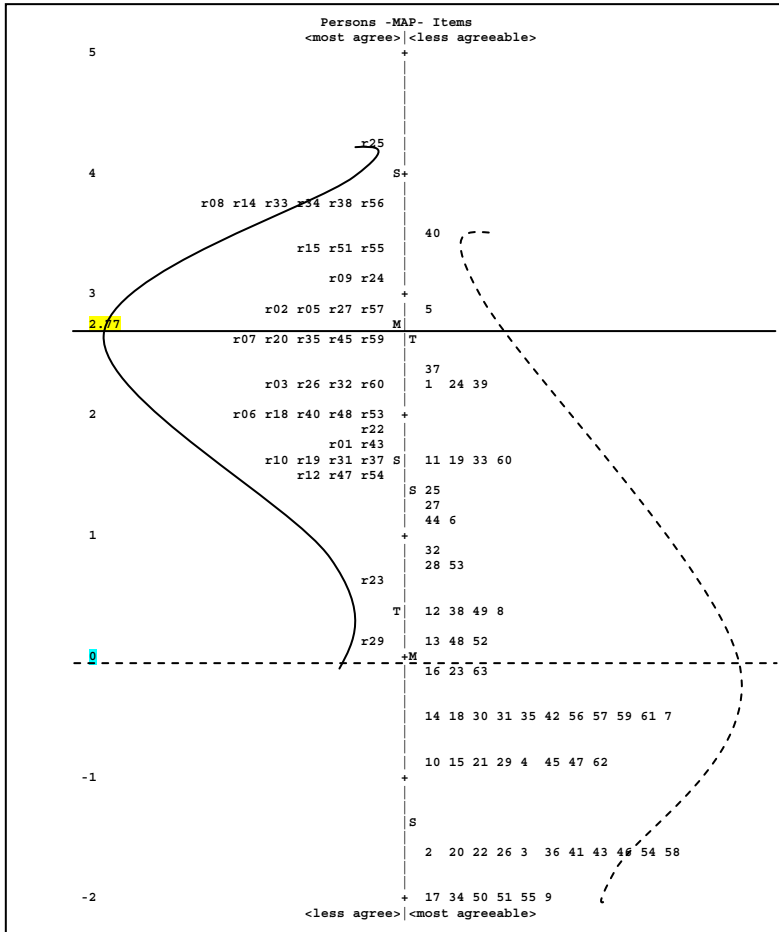 Persons -MAP- Items
<most agree>|<less agreeable>
5 +
r25
4 S+
r08 r14 r33 r34 r38 r56
40
r15 r51 r55
r09 r24
3 +
r02 r05 r27 r57 5
2.77 M
r07 r20 r35 r45 r59 T
37
r03 r26 r32 r60 1 24 39
2 r06 r18 r40 r48 r53 +
r22
r01 r43
r10 r19 r31 r37 S 11 19 33 60
r12 r47 r54
S 25
27
44 6
1 +
32
28 53
r23
T 12 38 49 8
r29 13 48 52
0 +M
16 23 63
14 18 30 31 35 42 56 57 59 61 7
10 15 21 29 4 45 47 62
-1 +
S
2 20 22 26 3 36 41 43 46 54 58
-2 + 17 34 50 51 55 9
<less agree>|<most agreeable>